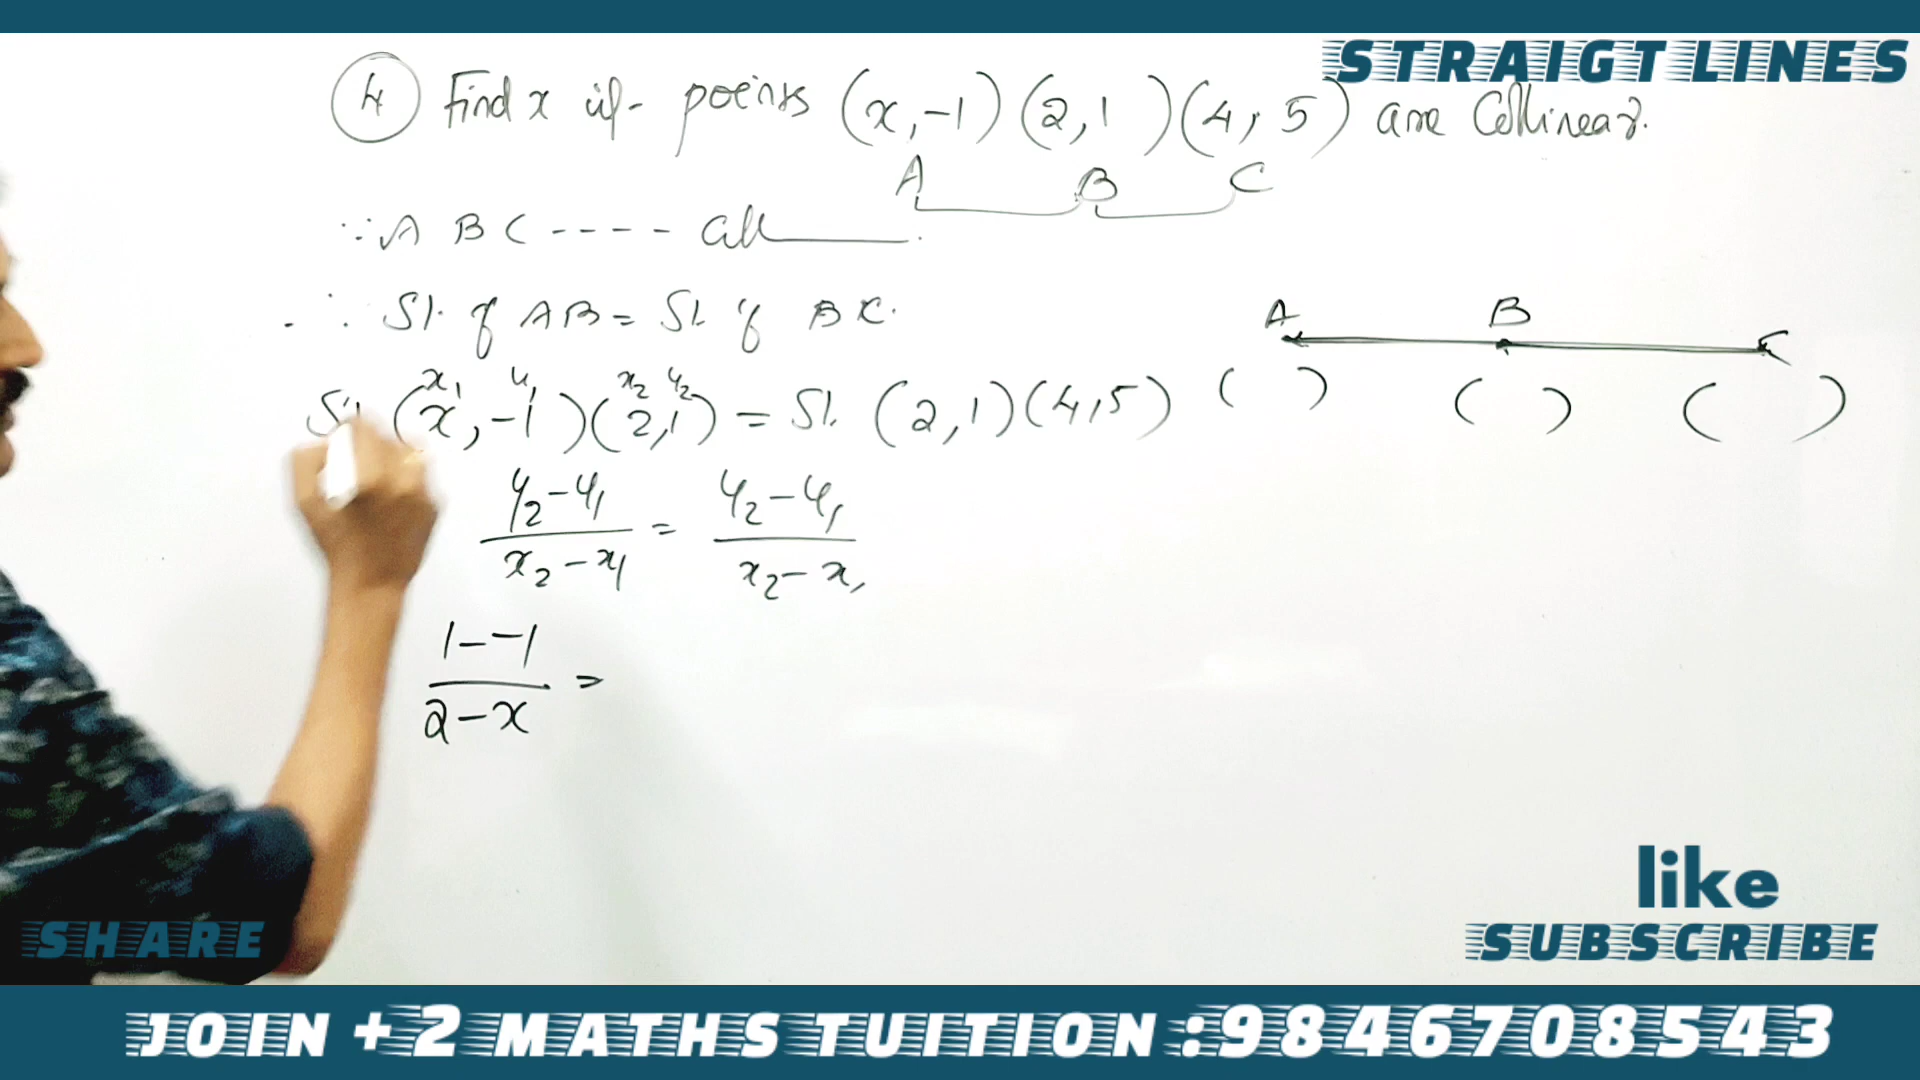 STRAIGT LINES
4 Find x if points (x, -1) (2, 1) (4, 5) are Collinear.
A B C
∵ A B C ---- Coll
∴ Sl. of AB = Sl. of BC.
A B C
x₁ y₁ x₂ y₂
Sl. (x, -1) (2, 1) = Sl. (2, 1) (4, 5) ( ) ( ) ( )
y₂-y₁/x₂-x₁ = y₂-y₁/x₂-x₁
1--1/2-x =
like
SHARE
SUBSCRIBE
JOIN +2 MATHS TUITION :9846708543